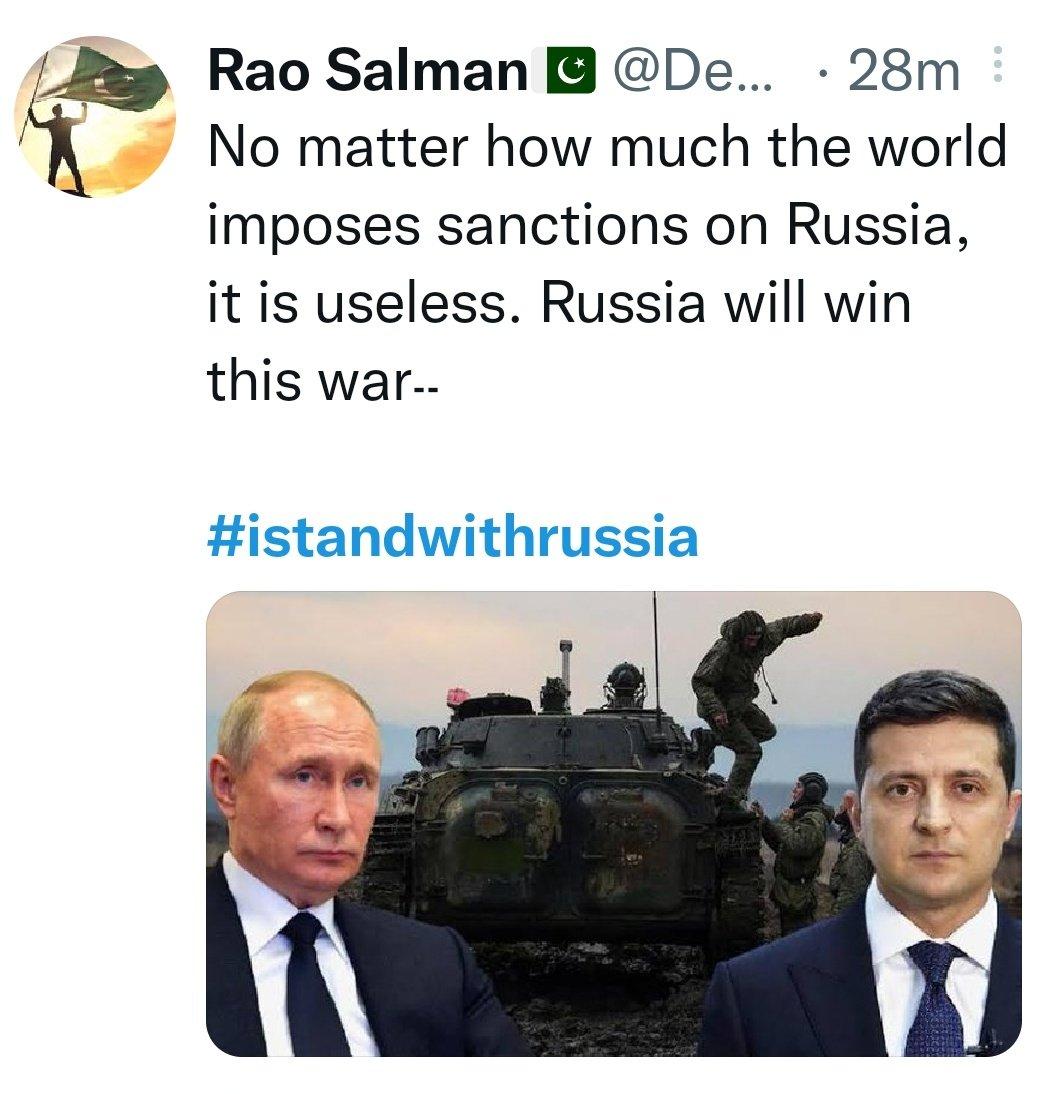 Rao Salman🇵🇰 @De... · 28m
No matter how much the world
imposes sanctions on Russia,
it is useless. Russia will win
this war--
#istandwithrussia